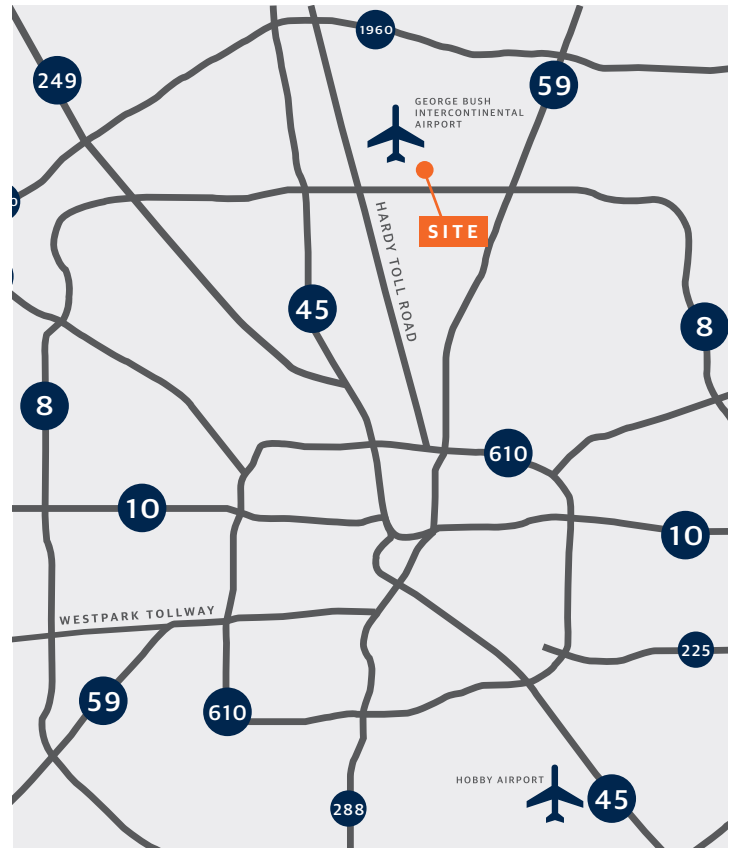 1960
249
59
GEORGE BUSH
INTERCONTINENTAL
AIRPORT
SITE
HARDY TOLL ROAD
45
8
8
610
10
10
WESTPARK TOLLWAY
225
59
610
HOBBY AIRPORT
45
288